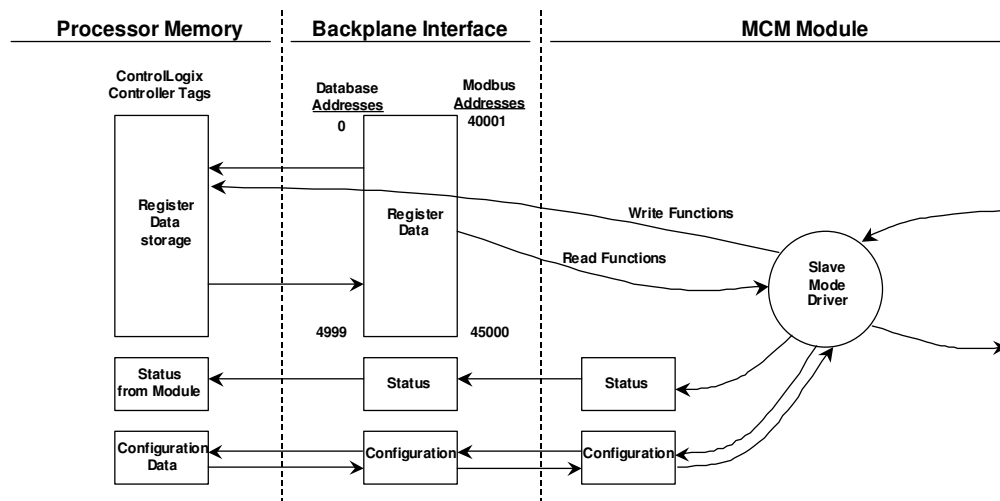 Processor Memory
Backplane Interface
MCM Module
ControlLogix
Controller Tags
Database
Addresses
0
Modbus
Addresses
40001
Register
Data
storage
Register
Data
Write Functions
Read Functions
Slave
Mode
Driver
4999
45000
Status
from Module
Status
Status
Configuration
Data
Configuration
Configuration